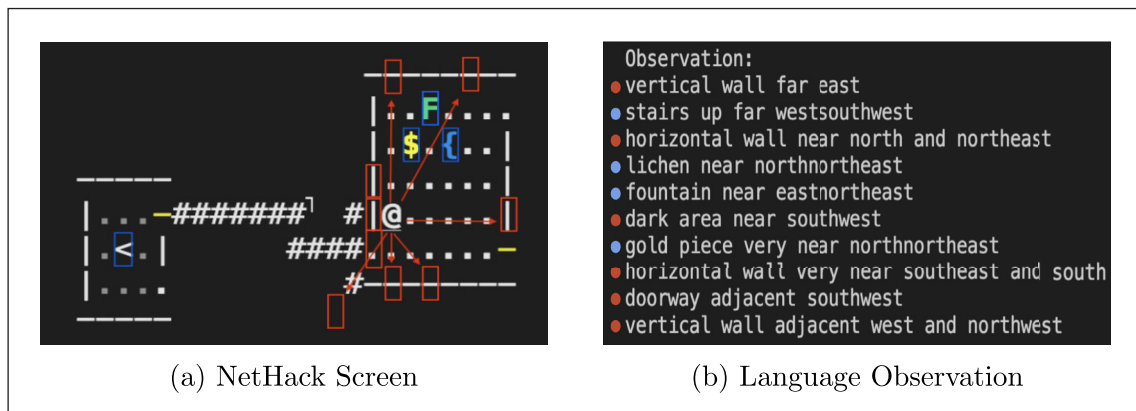 - - - - - - - -
| . . F . . . . .
| . $ . { . . |
- - - - - | . . . . . . |
| . . . - # # # # # # # ┐ # | @ . . . . . |
| . < . | # # # # . . . . . . . -
| . . . . # - - - - - - - -
- - - - -
(a) NetHack Screen
Observation:
vertical wall far east
stairs up far westsouthwest
horizontal wall near north and northeast
lichen near northnortheast
fountain near eastnortheast
dark area near southwest
gold piece very near northnortheast
horizontal wall very near southeast and south
doorway adjacent southwest
vertical wall adjacent west and northwest
(b) Language Observation